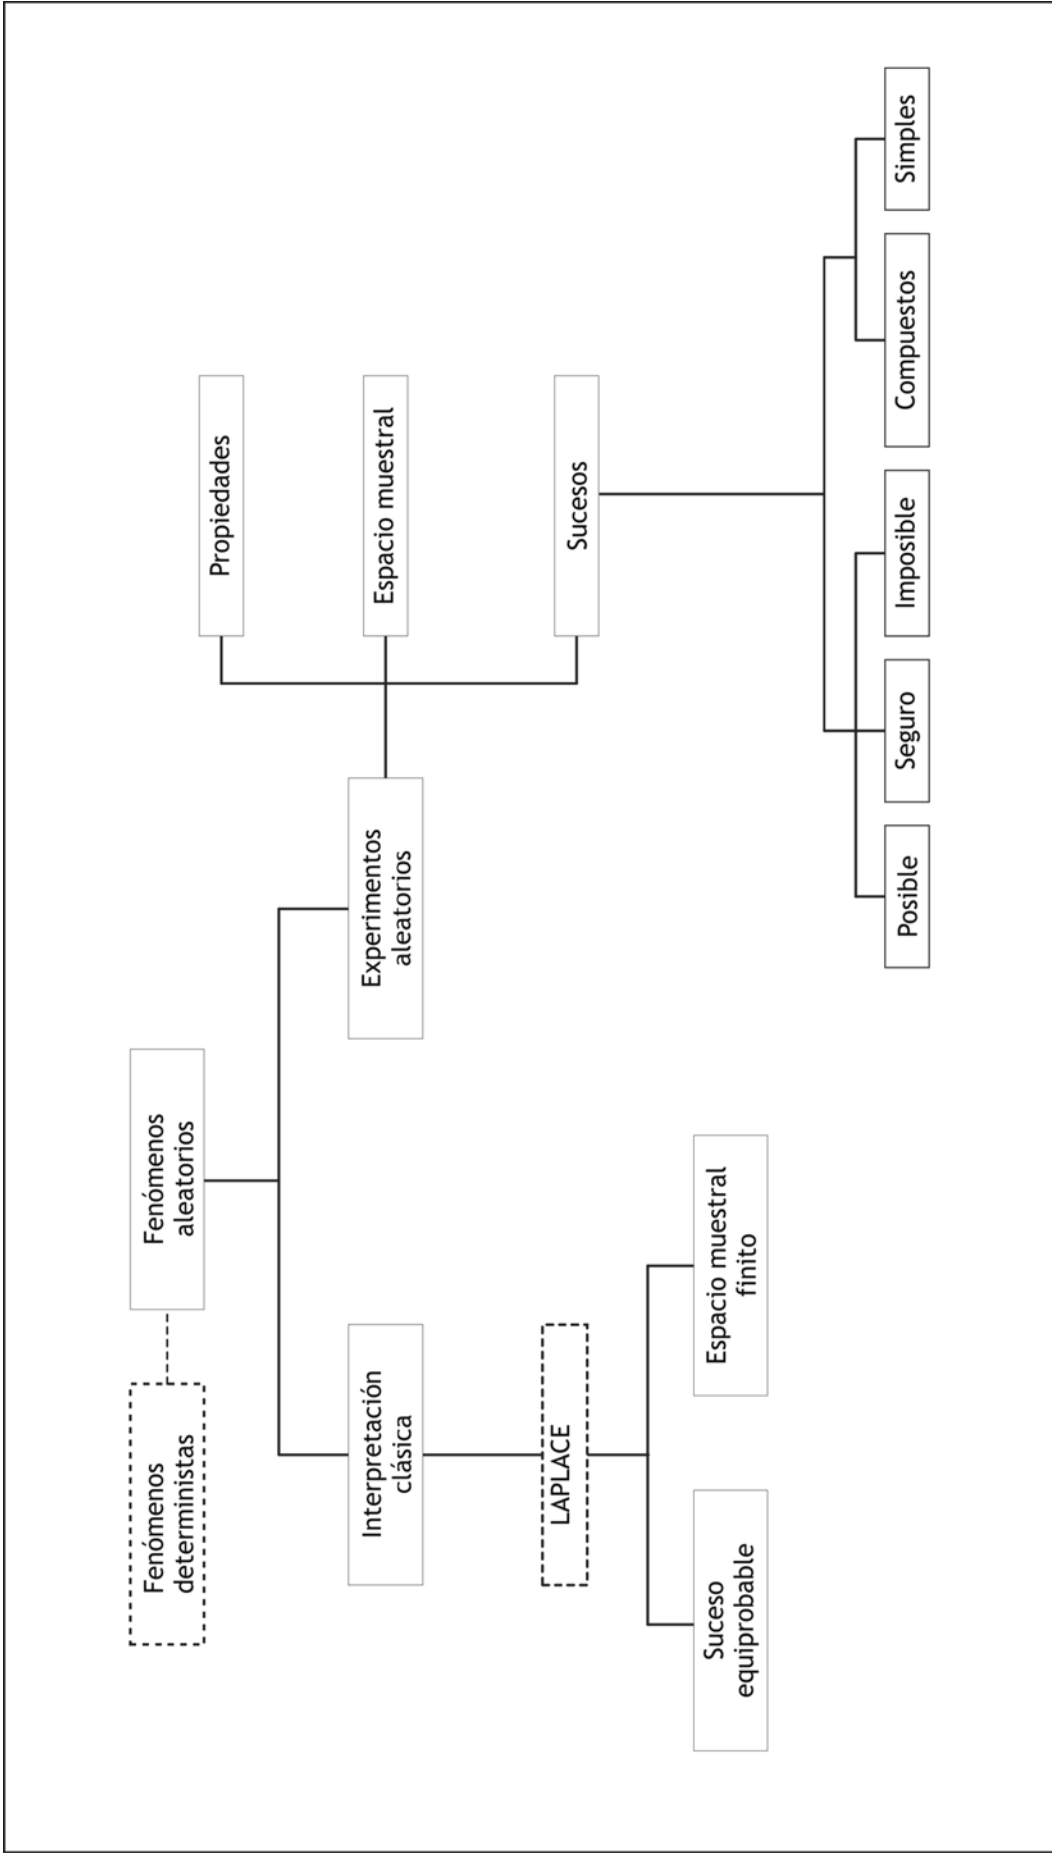 Fenómenos
deterministas
Fenómenos
aleatorios
Interpretación
clásica
Experimentos
aleatorios
Propiedades
Espacio muestral
Sucesos
LAPLACE
Suceso
equiprobable
Espacio muestral
finito
Posible
Seguro
Imposible
Compuestos
Simples